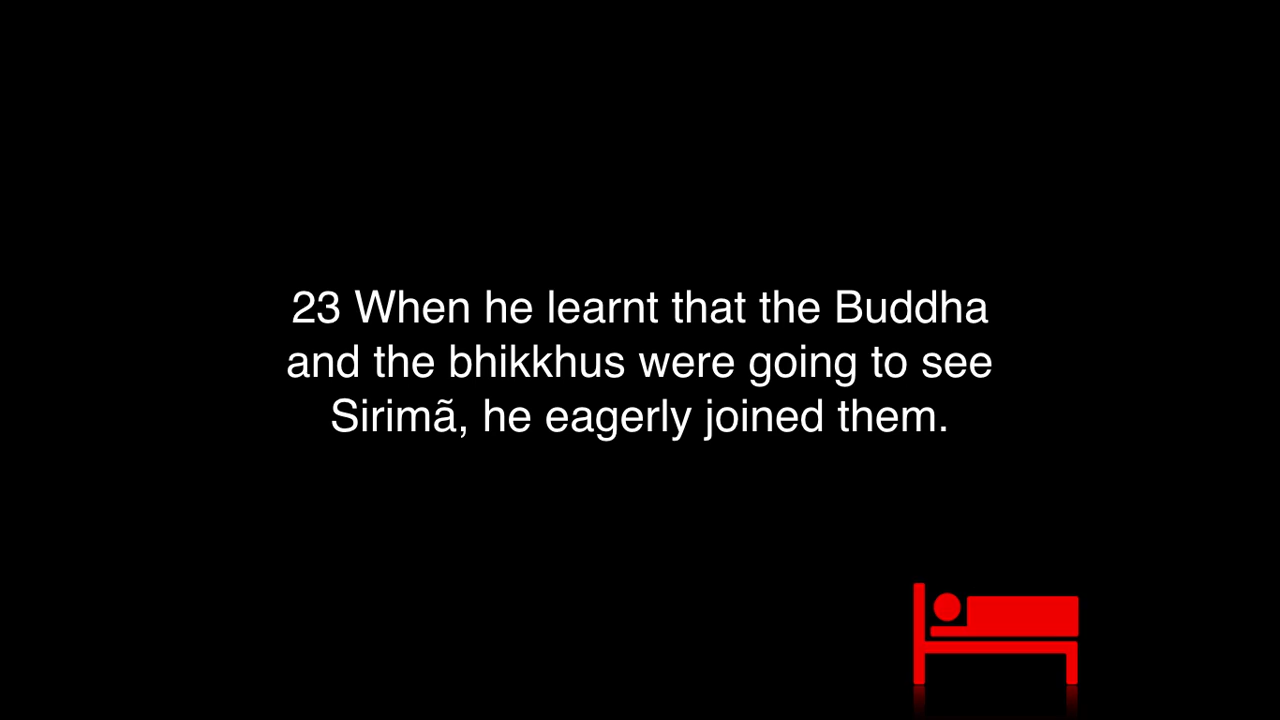 23 When he learnt that the Buddha
and the bhikkhus were going to see
Sirimã, he eagerly joined them.